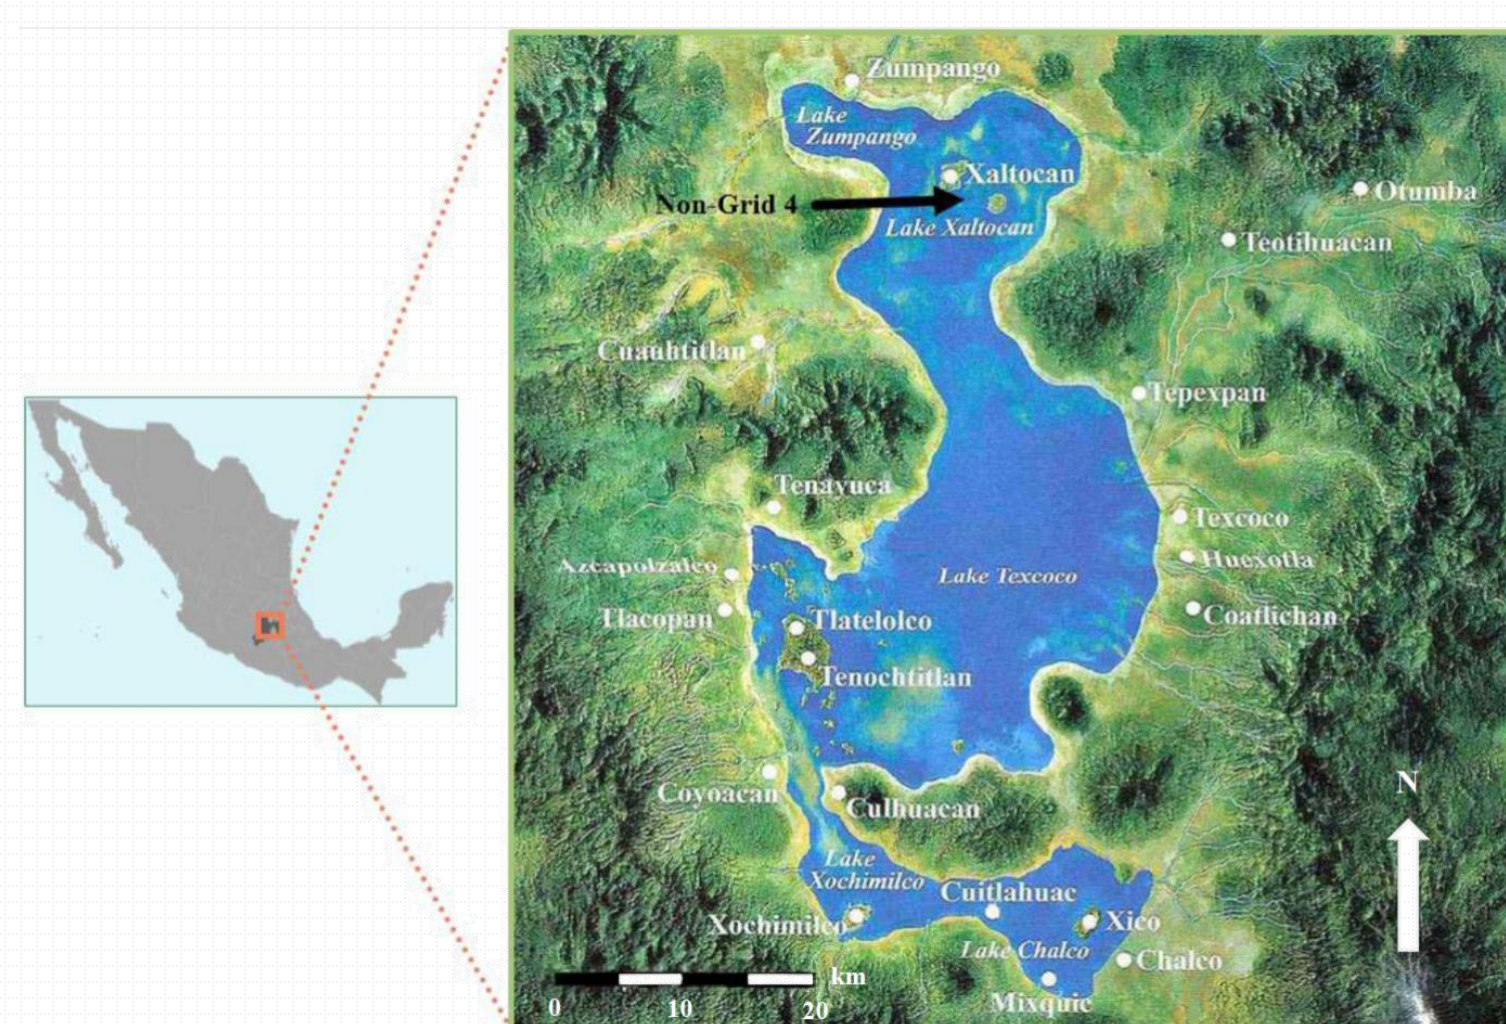 Zumpango
Lake
Zumpango
Xaltocan
Otumba
Non-Grid 4
Lake Xaltocan
Teotihuacan
Cuauhtitlan
Tepexpan
Tenayuca
Texcoco
Huexotla
Azcapolzalco
Lake Texcoco
Tlacopan
Tlatelolco
Coatlichan
Tenochtitlan
N
Coyoacan
Culhuacan
Lake
Xochimilco
Cuitlahuac
Xochimilco
Xico
Lake Chalco
Chalco
km
Mixquic
0 10 20